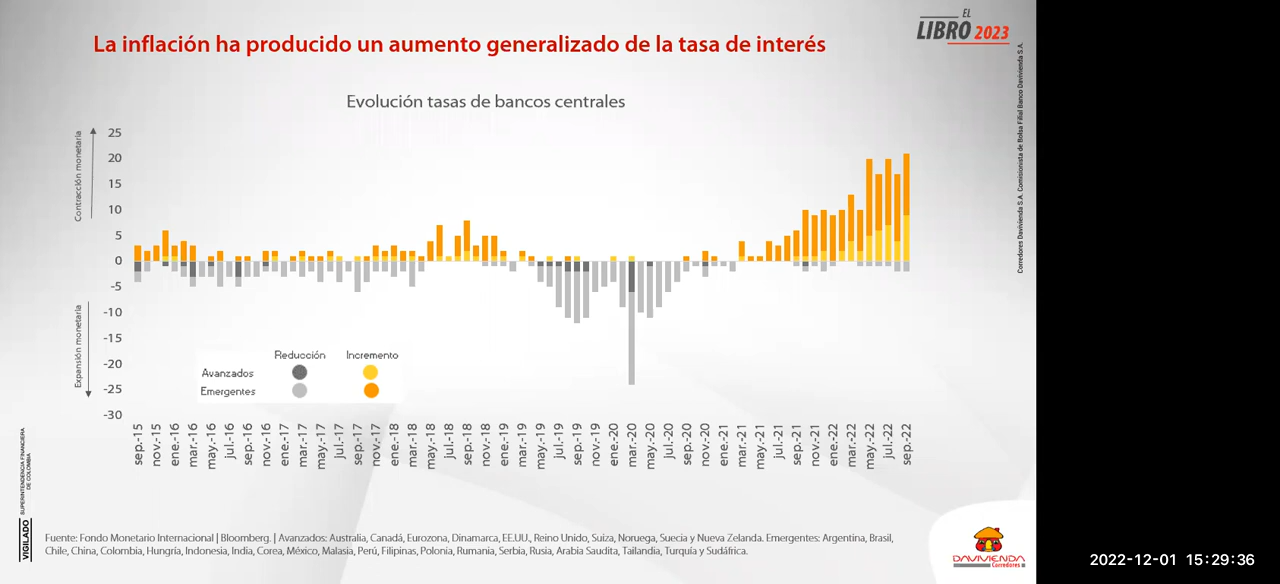 EL
LIBRO 2023
La inflación ha producido un aumento generalizado de la tasa de interés
Corredores Davivienda S.A. Comisionista de Bolsa Filial Banco Davivienda S.A.
Evolución tasas de bancos centrales
Contracción monetaria
Expansión monetaria
25
20
15
10
5
0
-5
-10
-15
-20
-25
-30
Reducción Incremento
Avanzados
Emergentes
sep.-15 nov.-15 ene.-16 mar.-16 may.-16 jul.-16 sep.-16 nov.-16 ene.-17 mar.-17 may.-17 jul.-17 sep.-17 nov.-17 ene.-18 mar.-18 may.-18 jul.-18 sep.-18 nov.-18 ene.-19 mar.-19 may.-19 jul.-19 sep.-19 nov.-19 ene.-20 mar.-20 may.-20 jul.-20 sep.-20 nov.-20 ene.-21 mar.-21 may.-21 jul.-21 sep.-21 nov.-21 ene.-22 mar.-22 may.-22 jul.-22 sep.-22
VIGILADO
SUPERINTENDENCIA FINANCIERA
DE COLOMBIA
Fuente: Fondo Monetario Internacional | Bloomberg. | Avanzados: Australia, Canadá, Eurozona, Dinamarca, EE.UU., Reino Unido, Suiza, Noruega, Suecia y Nueva Zelanda. Emergentes: Argentina, Brasil,
Chile, China, Colombia, Hungría, Indonesia, India, Corea, México, Malasia, Perú, Filipinas, Polonia, Rumania, Serbia, Rusia, Arabia Saudita, Tailandia, Turquía y Sudáfrica.
DAVIVIENDA
Corredores
2022-12-01 15:29:36